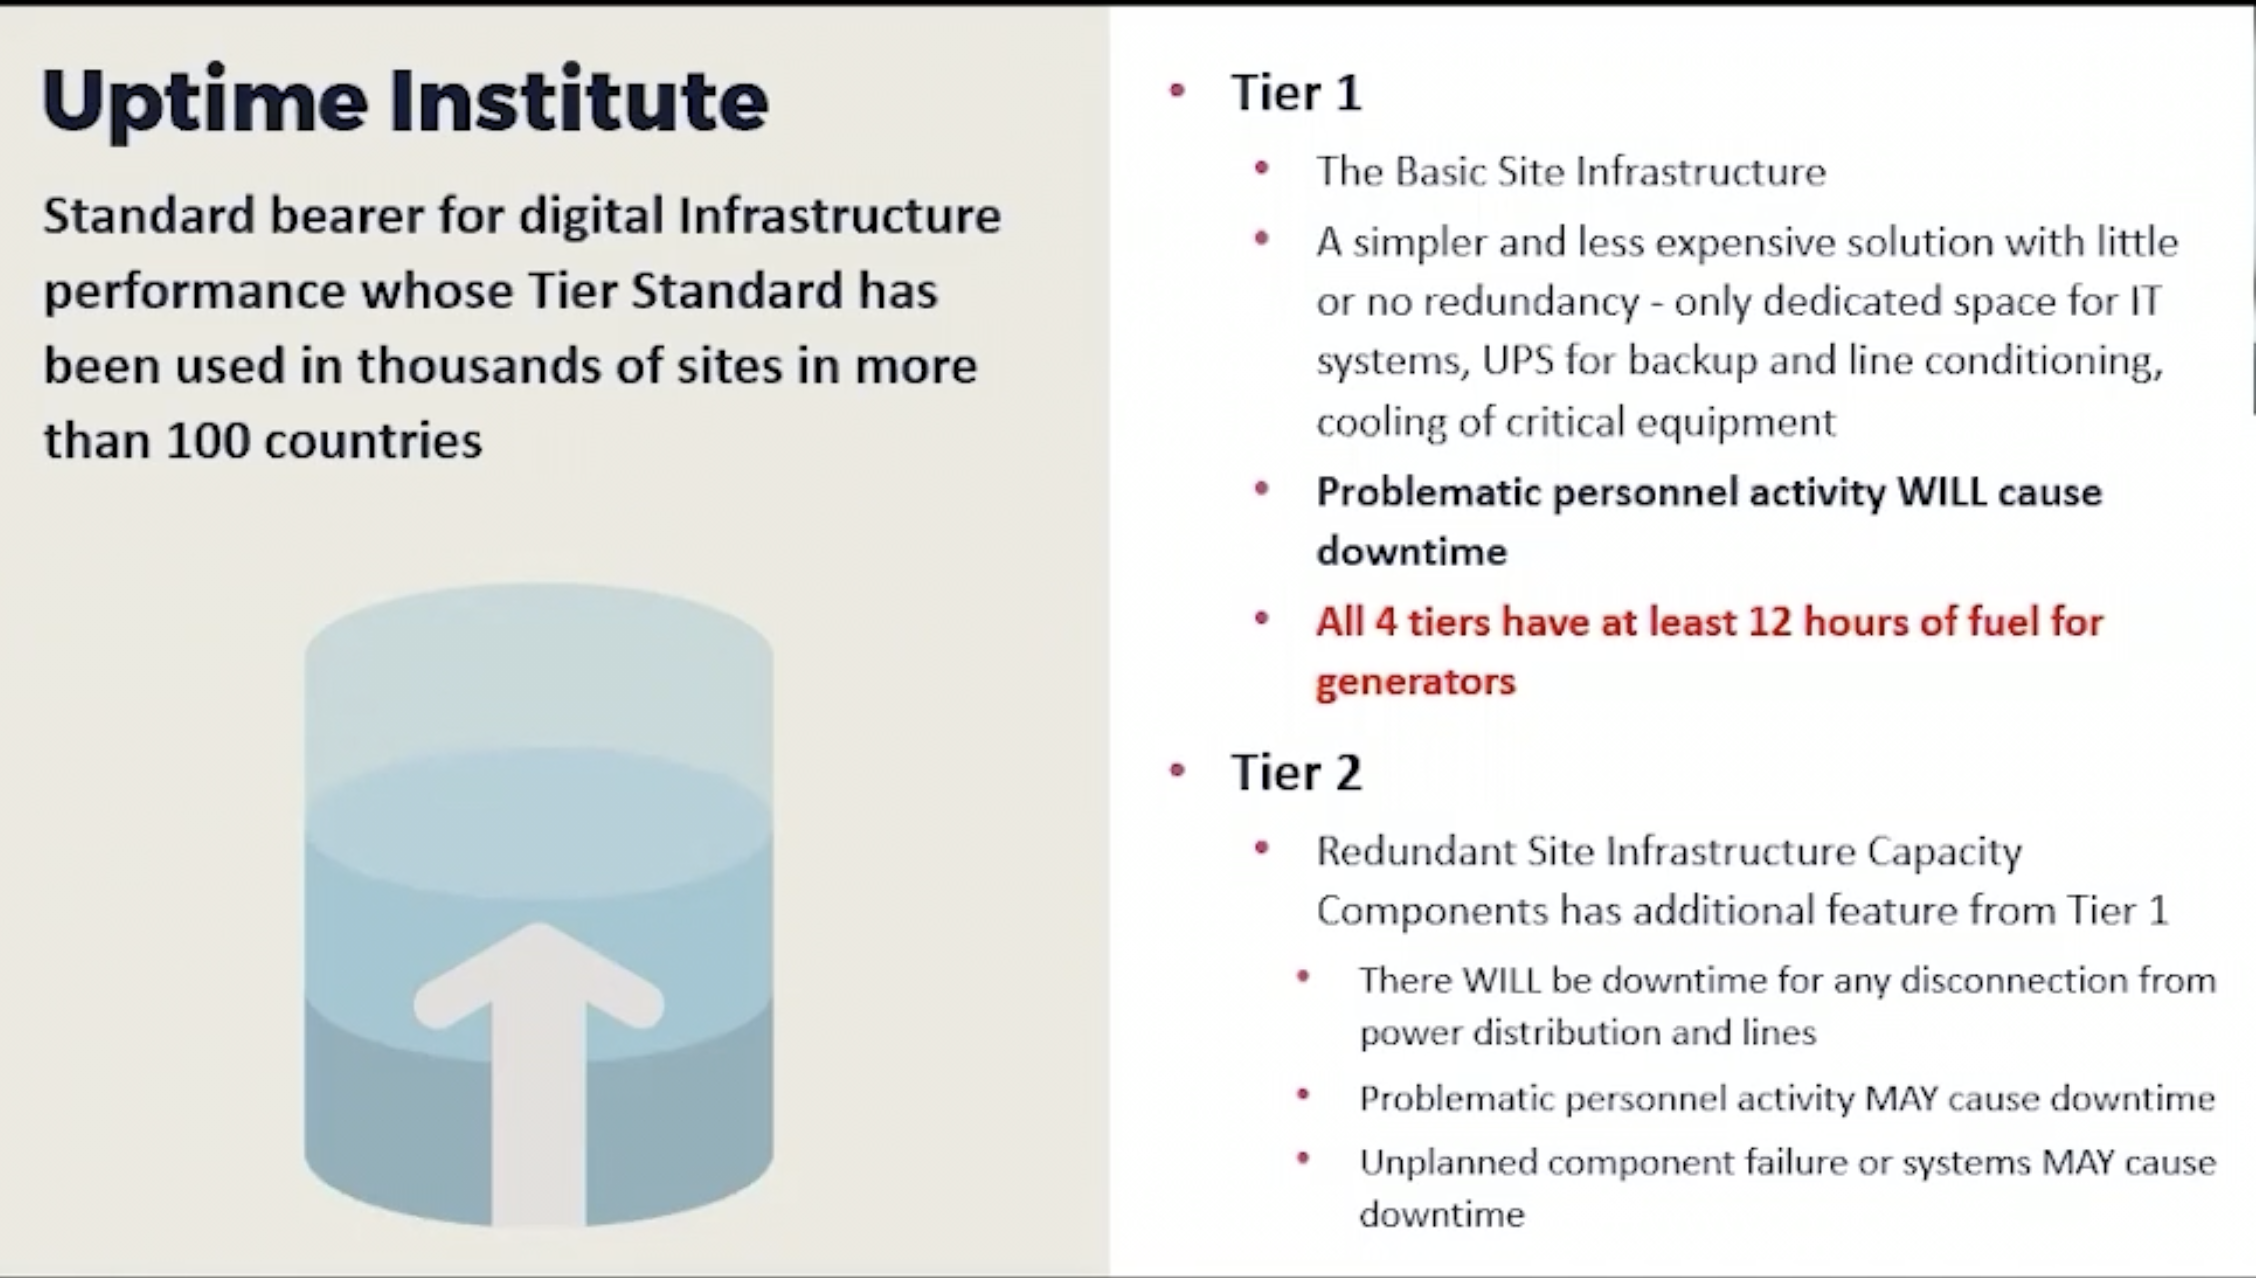 Uptime Institute
Standard bearer for digital Infrastructure
performance whose Tier Standard has
been used in thousands of sites in more
than 100 countries
• Tier 1
• The Basic Site Infrastructure
• A simpler and less expensive solution with little
or no redundancy - only dedicated space for IT
systems, UPS for backup and line conditioning,
cooling of critical equipment
• Problematic personnel activity WILL cause
downtime
• All 4 tiers have at least 12 hours of fuel for
generators
• Tier 2
• Redundant Site Infrastructure Capacity
Components has additional feature from Tier 1
• There WILL be downtime for any disconnection from
power distribution and lines
• Problematic personnel activity MAY cause downtime
• Unplanned component failure or systems MAY cause
downtime